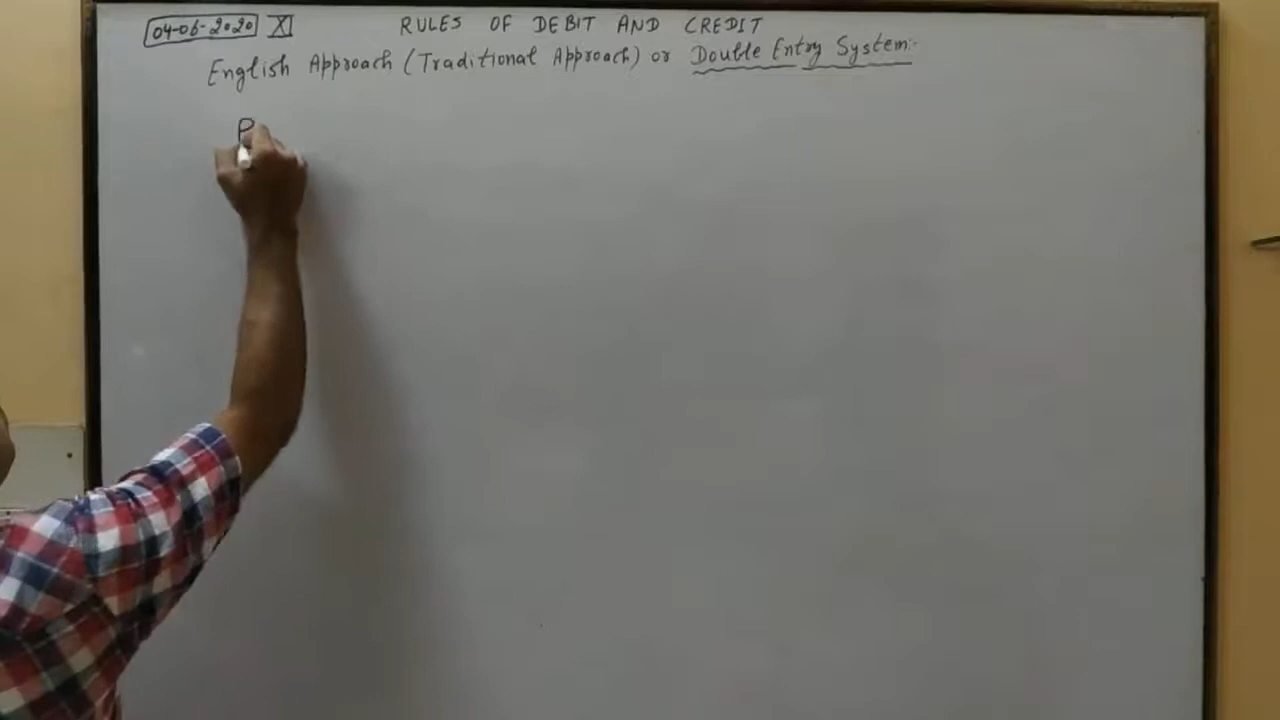 04-06-2020 XI RULES OF DEBIT AND CREDIT
English Approach (Traditional Approach) or Double Entry System:-
P